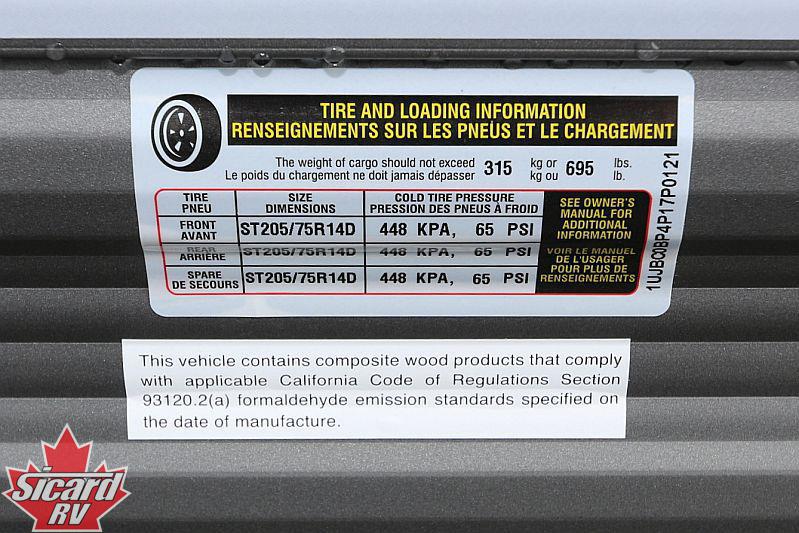 TIRE AND LOADING INFORMATION
RENSEIGNEMENTS SUR LES PNEUS ET LE CHARGEMENT
The weight of cargo should not exceed 315 kg or 695 lbs.
Le poids du chargement ne doit jamais dépasser kg ou lb.
TIRE SIZE COLD TIRE PRESSURE
PNEU DIMENSIONS PRESSION DES PNEUS À FROID
FRONT
AVANT ST205/75R14D 448 KPA, 65 PSI
REAR
ARRIÈRE ST205/75R14D 448 KPA, 65 PSI
SPARE
DE SECOURS ST205/75R14D 448 KPA, 65 PSI
SEE OWNER'S
MANUAL FOR
ADDITIONAL
INFORMATION
VOIR LE MANUEL
DE L'USAGER
POUR PLUS DE
RENSEIGNEMENTS
This vehicle contains composite wood products that comply
with applicable California Code of Regulations Section
93120.2(a) formaldehyde emission standards specified on
the date of manufacture.
Sicard
RV